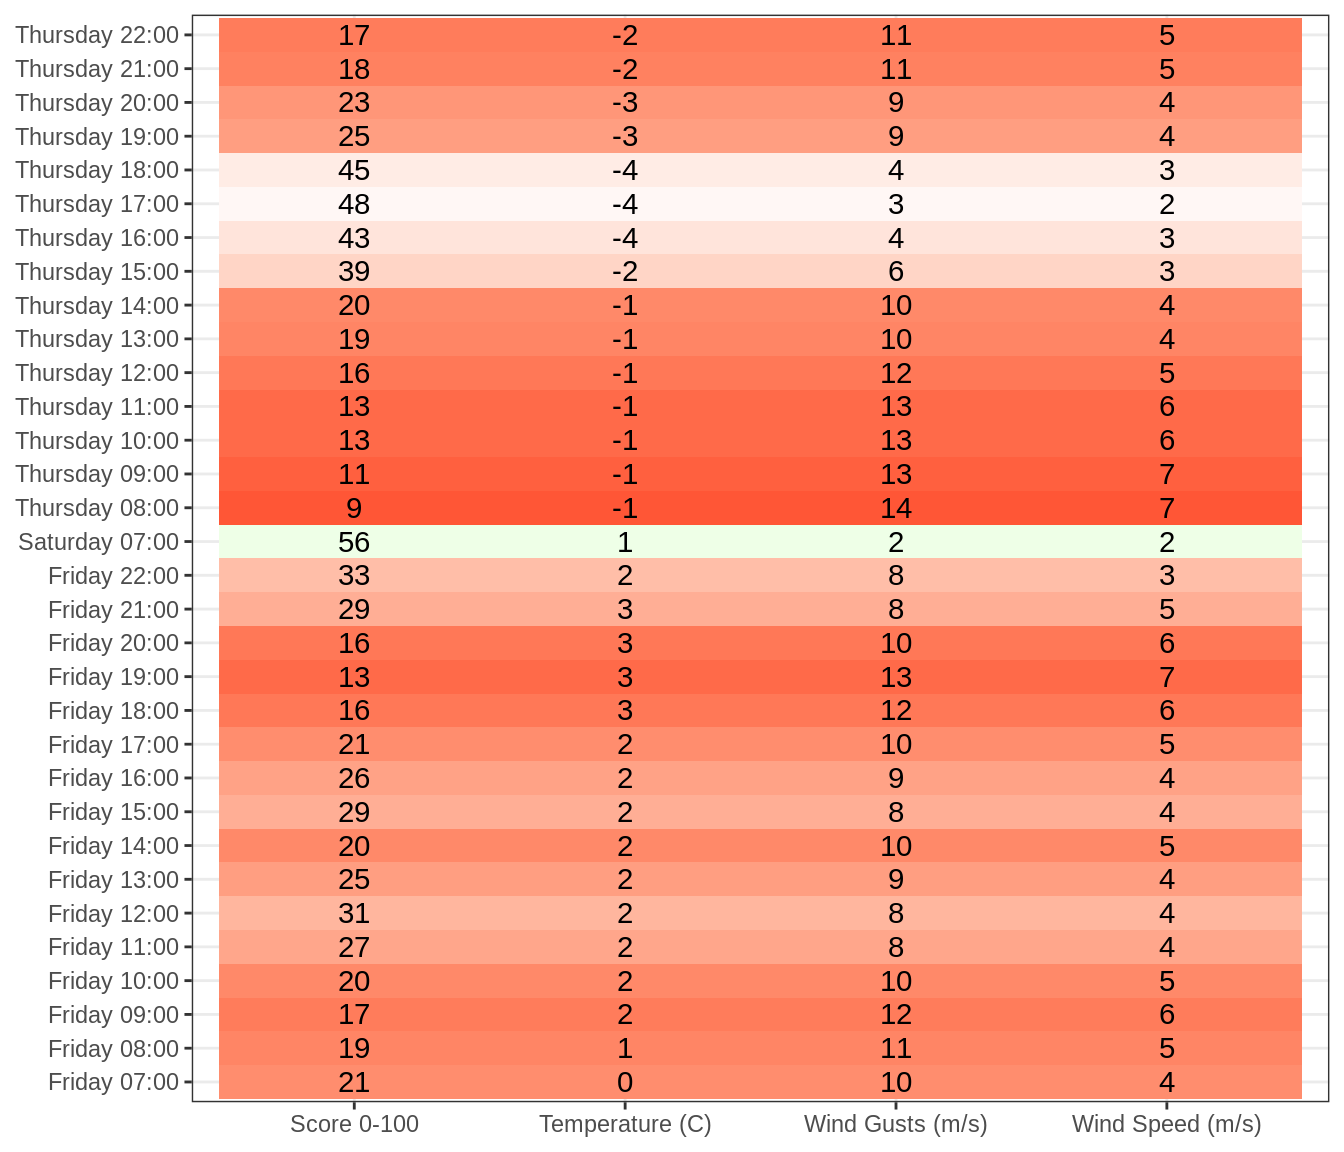 Thursday 22:00 17 -2 11 5
Thursday 21:00 18 -2 11 5
Thursday 20:00 23 -3 9 4
Thursday 19:00 25 -3 9 4
Thursday 18:00 45 -4 4 3
Thursday 17:00 48 -4 3 2
Thursday 16:00 43 -4 4 3
Thursday 15:00 39 -2 6 3
Thursday 14:00 20 -1 10 4
Thursday 13:00 19 -1 10 4
Thursday 12:00 16 -1 12 5
Thursday 11:00 13 -1 13 6
Thursday 10:00 13 -1 13 6
Thursday 09:00 11 -1 13 7
Thursday 08:00 9 -1 14 7
Saturday 07:00 56 1 2 2
Friday 22:00 33 2 8 3
Friday 21:00 29 3 8 5
Friday 20:00 16 3 10 6
Friday 19:00 13 3 13 7
Friday 18:00 16 3 12 6
Friday 17:00 21 2 10 5
Friday 16:00 26 2 9 4
Friday 15:00 29 2 8 4
Friday 14:00 20 2 10 5
Friday 13:00 25 2 9 4
Friday 12:00 31 2 8 4
Friday 11:00 27 2 8 4
Friday 10:00 20 2 10 5
Friday 09:00 17 2 12 6
Friday 08:00 19 1 11 5
Friday 07:00 21 0 10 4
Score 0-100 Temperature (C) Wind Gusts (m/s) Wind Speed (m/s)